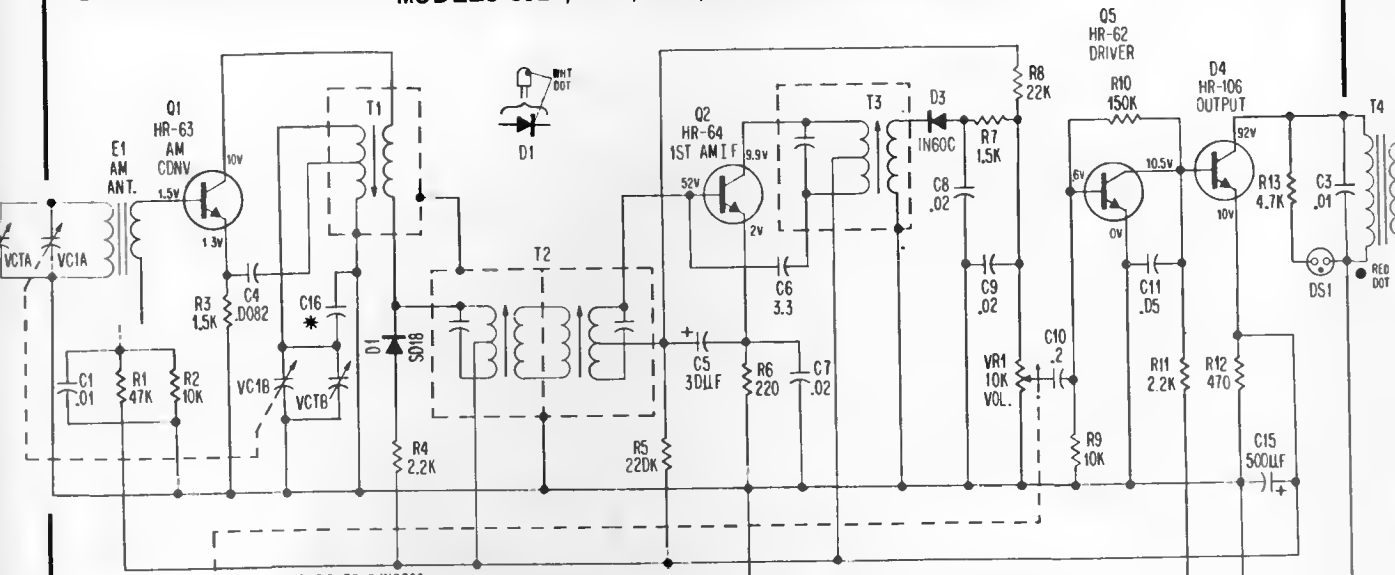 Q5
HR-62
DRIVER
D4
HR-106
OUTPUT
T4
WHT
DOT
D1
Q1
HR-63
AM
CONV
T1
Q2
HR-64
1ST AM IF
T3
D3
IN60C
R8
22K
R10
150K
92V
E1
AM
ANT.
10V
1.5V
1.3V
9.9V
52V
2V
R7
1.5K
C8
.02
.6V
10.5V
0V
10V
R13
4.7K
C3
.01
VCTA
VC1A
R3
1.5K
C4
.0082
C16
T2
C6
3.3
C9
.02
C11
.05
DS1
RED
DOT
C1
.01
R1
47K
R2
10K
VC1B
VCTB
D1
SD18
C5
30UF
R6
220
C7
.02
VR1
10K
VOL.
C10
.2
R11
2.2K
R12
470
R4
2.2K
R5
220K
R9
10K
C15
500UF